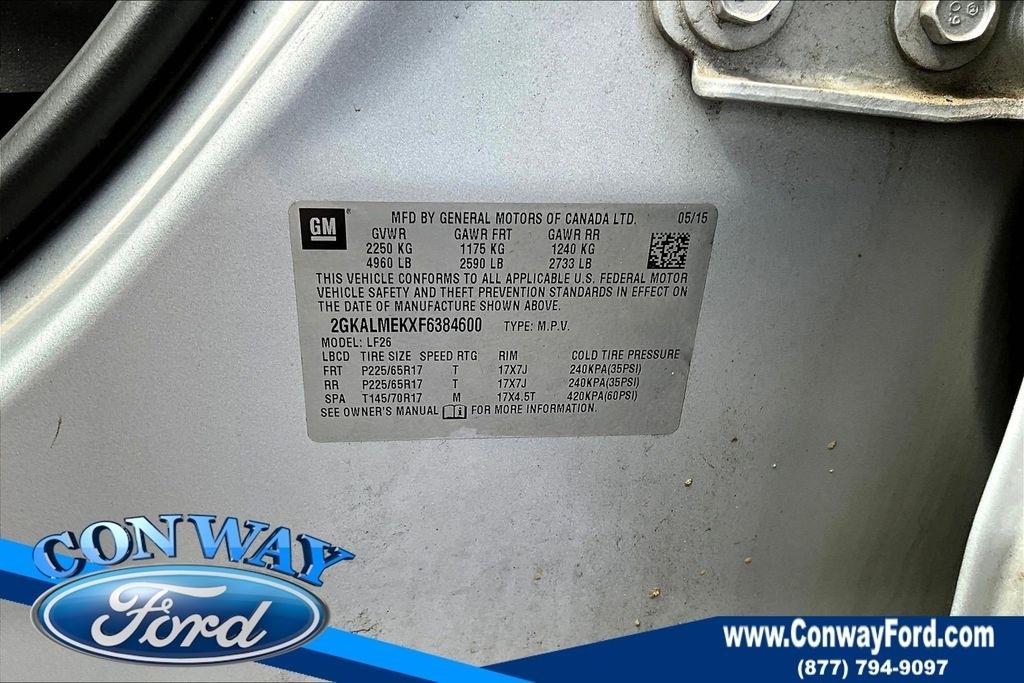 GM
MFD BY GENERAL MOTORS OF CANADA LTD. 05/15
GVWR GAWR FRT GAWR RR
2250 KG 1175 KG 1240 KG
4960 LB 2590 LB 2733 LB
THIS VEHICLE CONFORMS TO ALL APPLICABLE U.S. FEDERAL MOTOR
VEHICLE SAFETY AND THEFT PREVENTION STANDARDS IN EFFECT ON
THE DATE OF MANUFACTURE SHOWN ABOVE.
2GKALMEKXF6384600 TYPE: M.P.V.
MODEL: LF26
LBCD TIRE SIZE SPEED RTG RIM COLD TIRE PRESSURE
FRT P225/65R17 T 17X7J 240KPA(35PSI)
RR P225/65R17 T 17X7J 240KPA(35PSI)
SPA T145/70R17 M 17X4.5T 420KPA(60PSI)
SEE OWNER'S MANUAL FOR MORE INFORMATION.
CONWAY
Ford
www.ConwayFord.com
(877) 794-9097